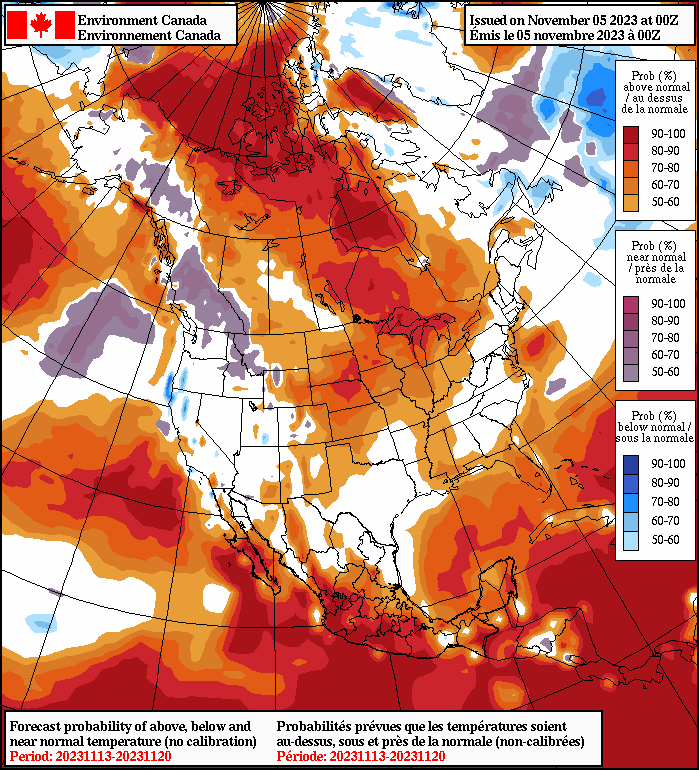 Environment Canada
Environnement Canada
Issued on November 05 2023 at 00Z
Émis le 05 novembre 2023 à 00Z
Prob (%)
above normal
/ au dessus
de la normale
90-100
80-90
70-80
60-70
50-60
Prob (%)
near normal
/ près de la
normale
90-100
80-90
70-80
60-70
50-60
Prob (%)
below normal /
sous la normale
90-100
80-90
70-80
60-70
50-60
Forecast probability of above, below and
near normal temperature (no calibration)
Period: 20231113-20231120
Probabilités prévues que les températures soient
au-dessus, sous et près de la normale (non-calibrées)
Période: 20231113-20231120